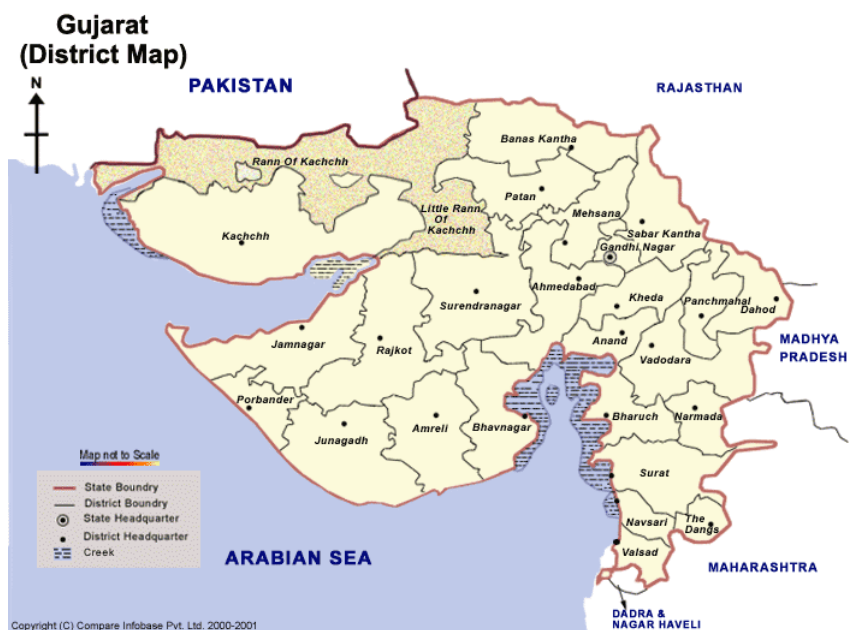 Gujarat
(District Map)
N
PAKISTAN
RAJASTHAN
Banas Kantha
Rann Of Kachchh
Patan
Little Rann
Of
Kachchh
Mehsana
Kachchh
Sabar Kantha
Gandhi Nagar
Ahmedabad
Surendranagar
Kheda
Panchmahal
Dahod
Jamnagar
Rajkot
Anand
Vadodara
MADHYA
PRADESH
Porbander
Junagadh
Amreli
Bhavnagar
Bharuch
Narmada
Map not to Scale
State Boundry
District Boundry
State Headquarter
District Headquarter
Creek
Surat
Navsari
The
Dangs
Valsad
ARABIAN SEA
MAHARASHTRA
DADRA &
NAGAR HAVELI
Copyright (C) Compare Infobase Pvt. Ltd. 2000-2001